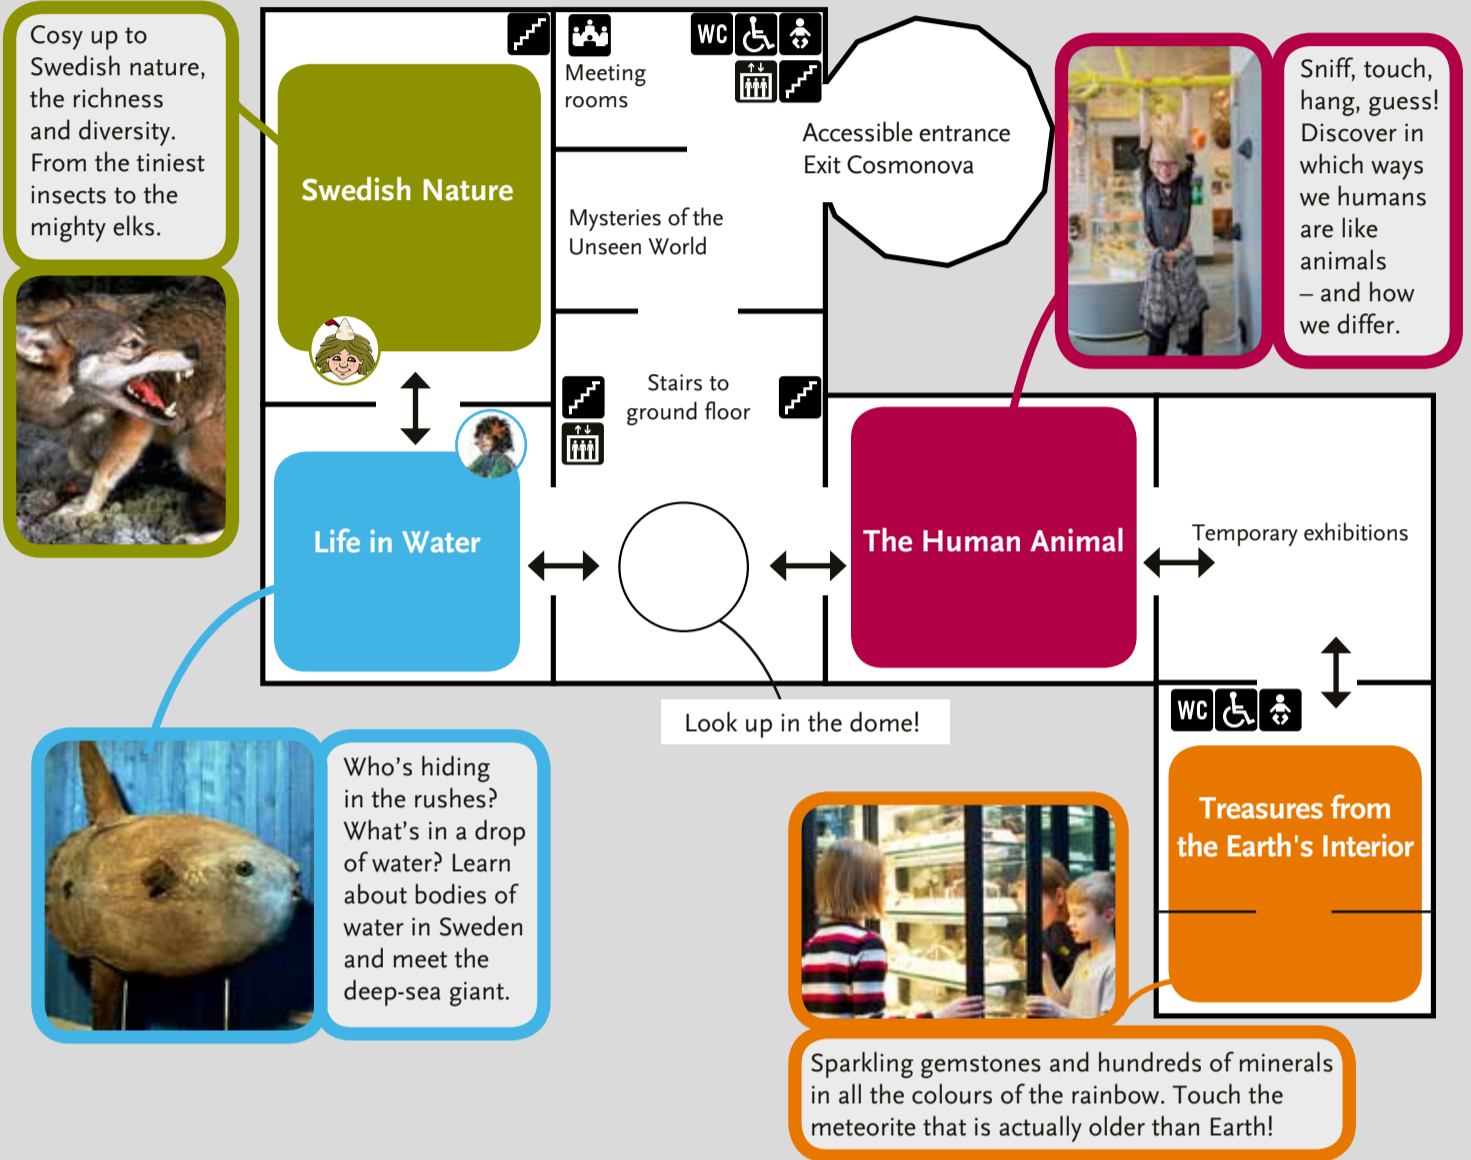 Cosy up to
Swedish nature,
the richness
and diversity.
From the tiniest
insects to the
mighty elks.
Swedish Nature
Meeting
rooms
WC
Accessible entrance
Exit Cosmonova
Mysteries of the
Unseen World
Stairs to
ground floor
Sniff, touch,
hang, guess!
Discover in
which ways
we humans
are like
animals
– and how
we differ.
Life in Water
The Human Animal
Temporary exhibitions
Look up in the dome!
WC
Treasures from
the Earth's Interior
Who's hiding
in the rushes?
What's in a drop
of water? Learn
about bodies of
water in Sweden
and meet the
deep-sea giant.
Sparkling gemstones and hundreds of minerals
in all the colours of the rainbow. Touch the
meteorite that is actually older than Earth!